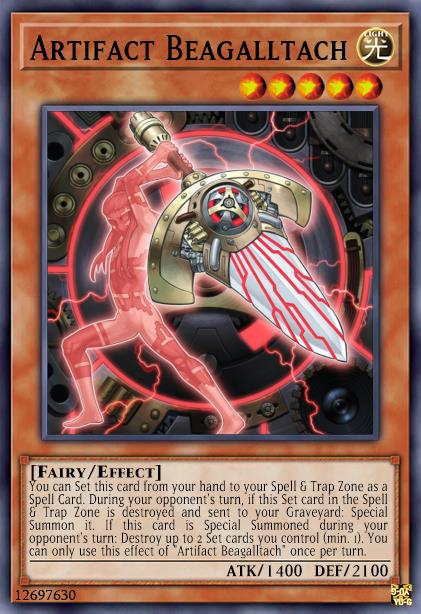 ARTIFACT BEAGALLTACH
LIGHT
光
[FAIRY/EFFECT]
You can Set this card from your hand to your Spell & Trap Zone as a
Spell Card. During your opponent's turn, if this Set card in the Spell
& Trap Zone is destroyed and sent to your Graveyard: Special
Summon it. If this card is Special Summoned during your
opponent's turn: Destroy up to 2 Set cards you control (min. 1). You
can only use this effect of "Artifact Beagalltach" once per turn.
ATK/1400 DEF/2100
12697630